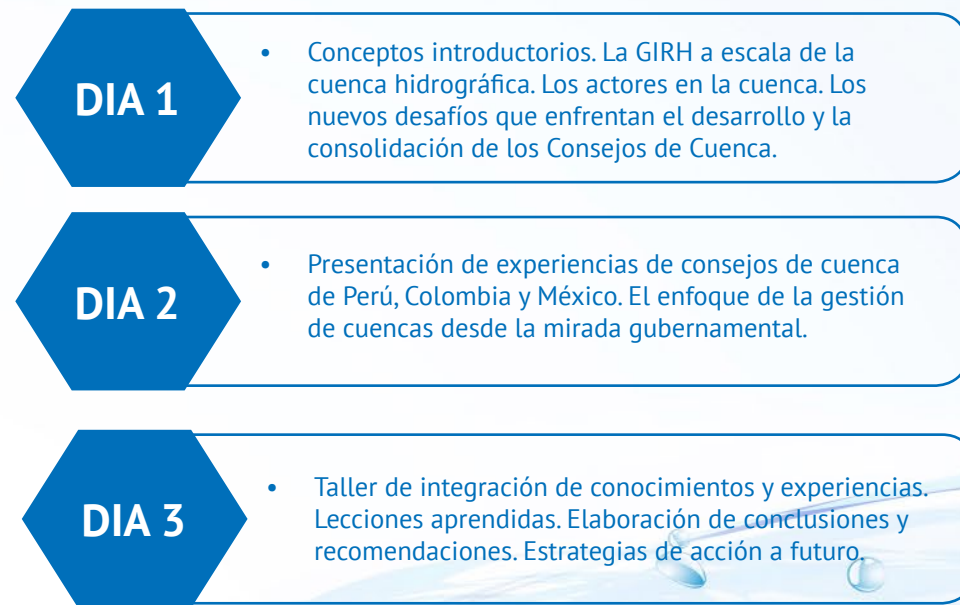 DIA 1
• Conceptos introductorios. La GIRH a escala de la
cuenca hidrográfica. Los actores en la cuenca. Los
nuevos desafíos que enfrentan el desarrollo y la
consolidación de los Consejos de Cuenca.
DIA 2
• Presentación de experiencias de consejos de cuenca
de Perú, Colombia y México. El enfoque de la gestión
de cuencas desde la mirada gubernamental.
DIA 3
• Taller de integración de conocimientos y experiencias.
Lecciones aprendidas. Elaboración de conclusiones y
recomendaciones. Estrategias de acción a futuro.